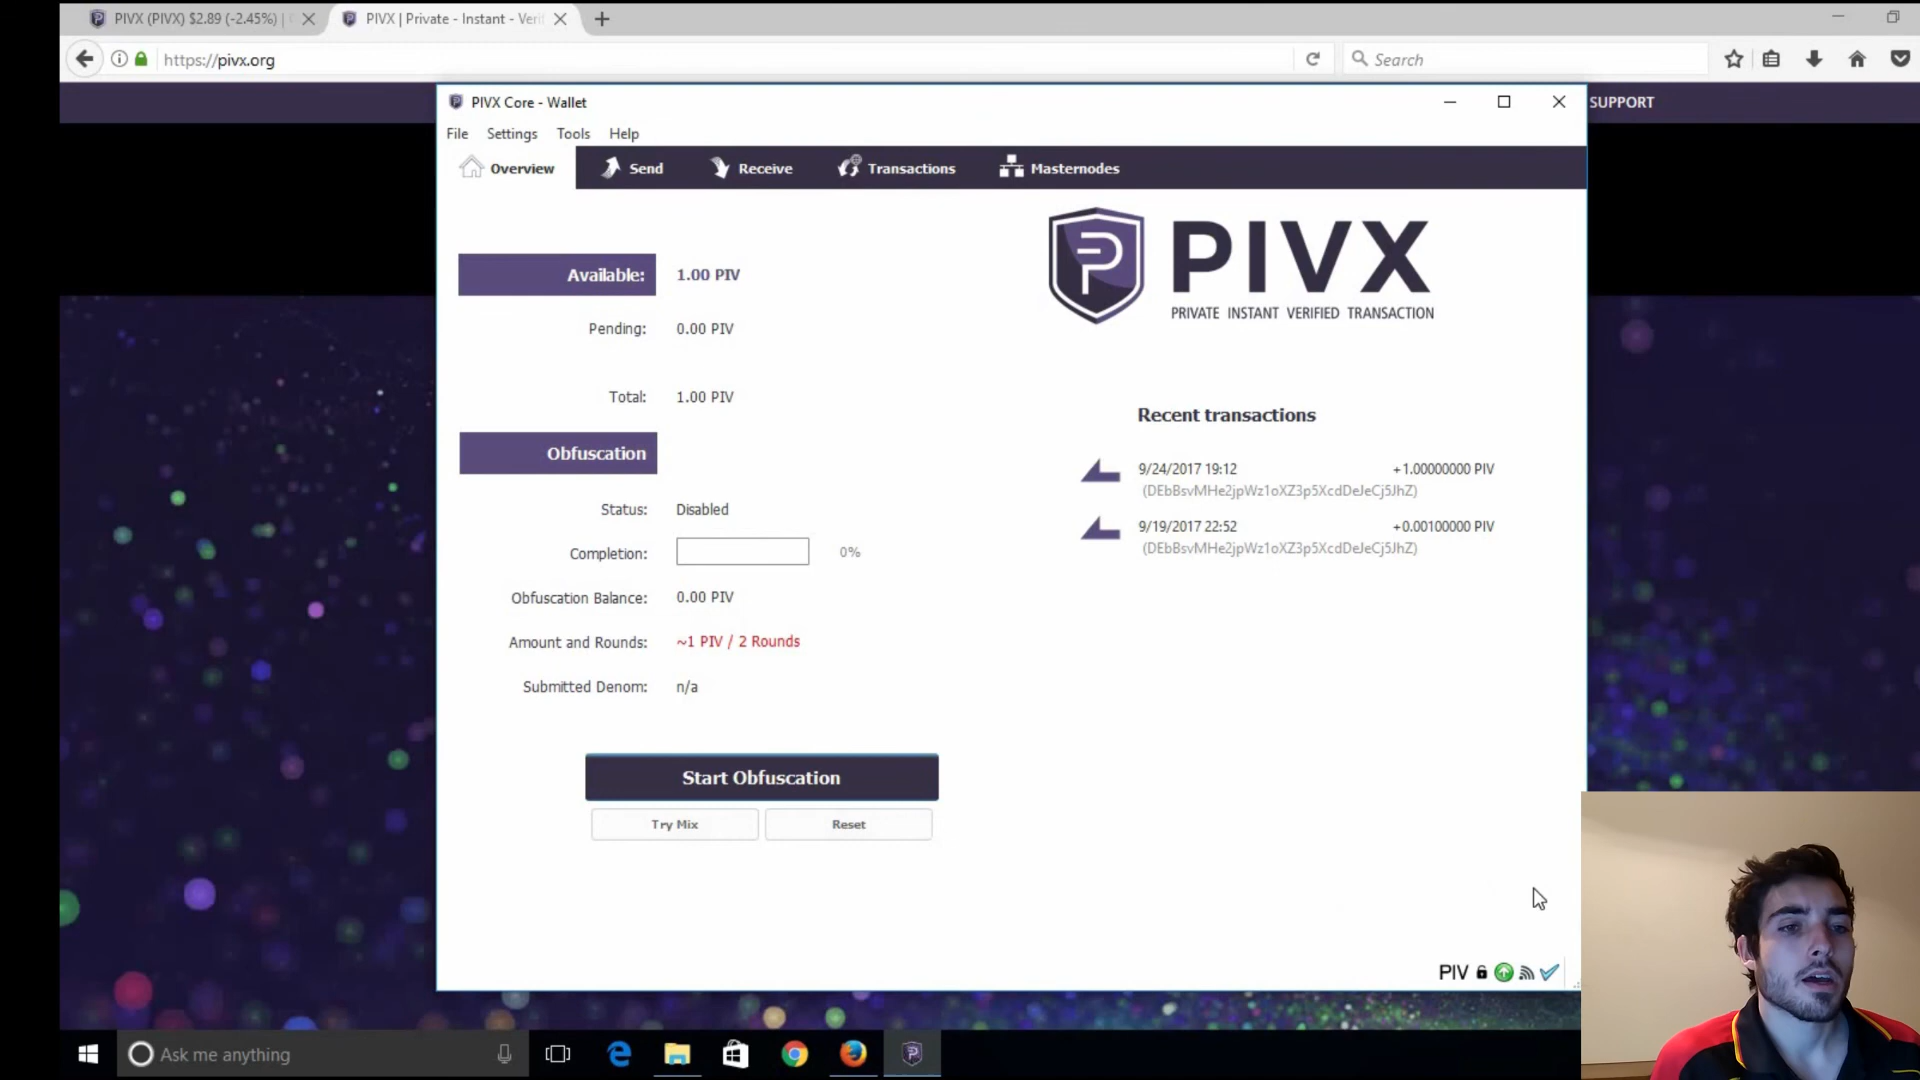 PIVX (PIVX) $2.89 (-2.45%) |
PIVX | Private - Instant - Veri
https://pivx.org
Search
SUPPORT
PIVX Core - Wallet
File Settings Tools Help
Overview Send Receive Transactions Masternodes
PIVX
PRIVATE INSTANT VERIFIED TRANSACTION
Available: 1.00 PIV
Pending: 0.00 PIV
Total: 1.00 PIV
Obfuscation
Status: Disabled
Completion: 0%
Obfuscation Balance: 0.00 PIV
Amount and Rounds: ~1 PIV / 2 Rounds
Submitted Denom: n/a
Start Obfuscation
Try Mix Reset
Recent transactions
9/24/2017 19:12 +1.00000000 PIV
(DEbBsvMHe2jpWz1oXZ3p5XcdDeJeCj5JhZ)
9/19/2017 22:52 +0.00100000 PIV
(DEbBsvMHe2jpWz1oXZ3p5XcdDeJeCj5JhZ)
PIV
Ask me anything